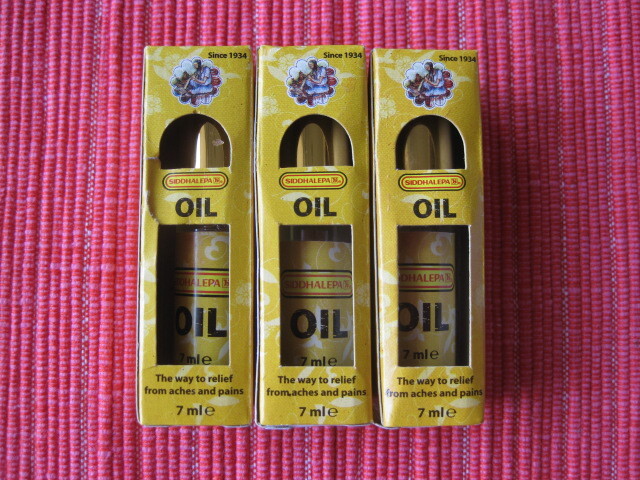 Since 1934
SIDDHALEPA
OIL
SIDDHALEPA
OIL
7 ml e
The way to relief
from aches and pains
7 ml e
Since 1934
SIDDHALEPA
OIL
SIDDHALEPA
OIL
7 ml e
The way to relief
from aches and pains
7 ml e
Since 1934
SIDDHALEPA
OIL
DDHALEPA
OIL
7 ml e
The way to relief
from aches and pains
7 ml e